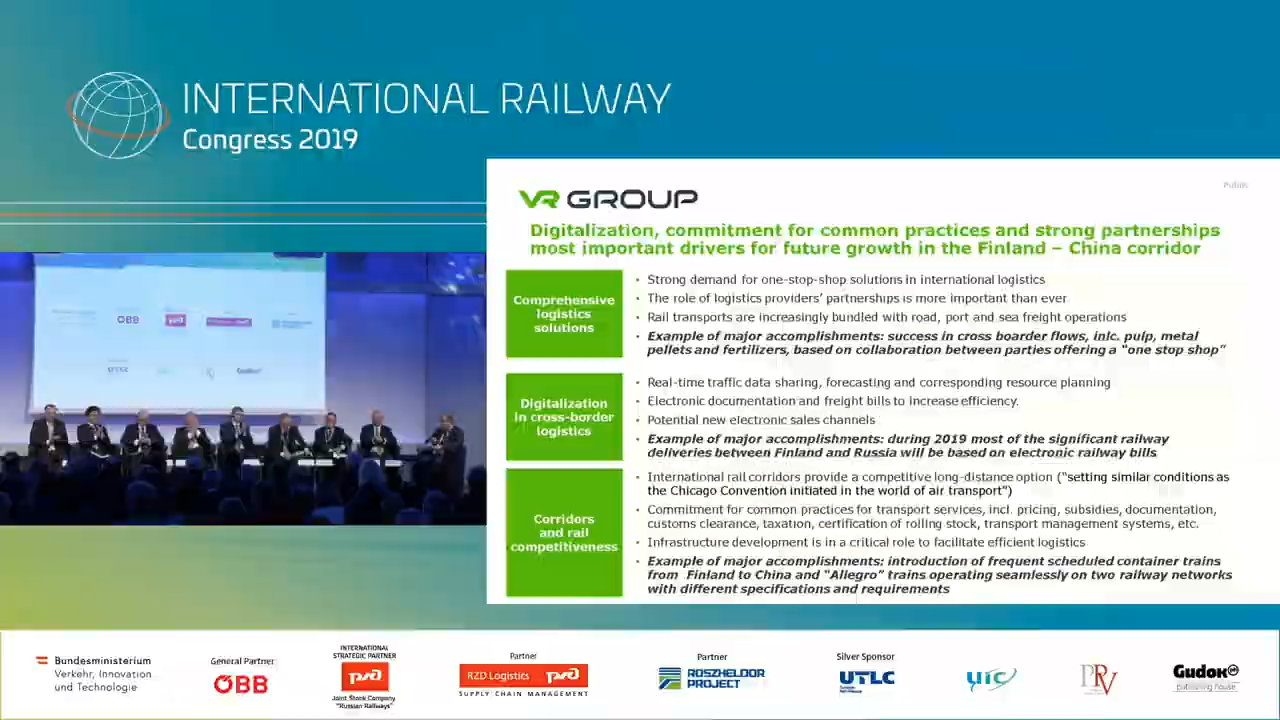 INTERNATIONAL RAILWAY
Congress 2019
Public
VR GROUP
Digitalization, commitment for common practices and strong partnerships
most important drivers for future growth in the Finland – China corridor
Comprehensive
logistics
solutions
• Strong demand for one-stop-shop solutions in international logistics
• The role of logistics providers’ partnerships is more important than ever
• Rail transports are increasingly bundled with road, port and sea freight operations
• Example of major accomplishments: success in cross boarder flows, inlc. pulp, metal
pellets and fertilizers, based on collaboration between parties offering a “one stop shop”
Digitalization
in cross-border
logistics
• Real-time traffic data sharing, forecasting and corresponding resource planning
• Electronic documentation and freight bills to increase efficiency.
• Potential new electronic sales channels
• Example of major accomplishments: during 2019 most of the significant railway
deliveries between Finland and Russia will be based on electronic railway bills
Corridors
and rail
competitiveness
• International rail corridors provide a competitive long-distance option (“setting similar conditions as
the Chicago Convention initiated in the world of air transport”)
• Commitment for common practices for transport services, incl. pricing, subsidies, documentation,
customs clearance, taxation, certification of rolling stock, transport management systems, etc.
• Infrastructure development is in a critical role to facilitate efficient logistics
• Example of major accomplishments: introduction of frequent scheduled container trains
from Finland to China and “Allegro” trains operating seamlessly on two railway networks
with different specifications and requirements
ÖBB
UTLC
Gudok
Bundesministerium
Verkehr, Innovation
und Technologie
General Partner
ÖBB
INTERNATIONAL
STRATEGIC PARTNER
ржд
Joint Stock Company
"Russian Railways"
Partner
RZD Logistics ржд
SUPPLY CHAIN MANAGEMENT
Partner
ROSZHELDOR
PROJECT
Silver Sponsor
UTLC
uic
PRV
Gudok
publishing house